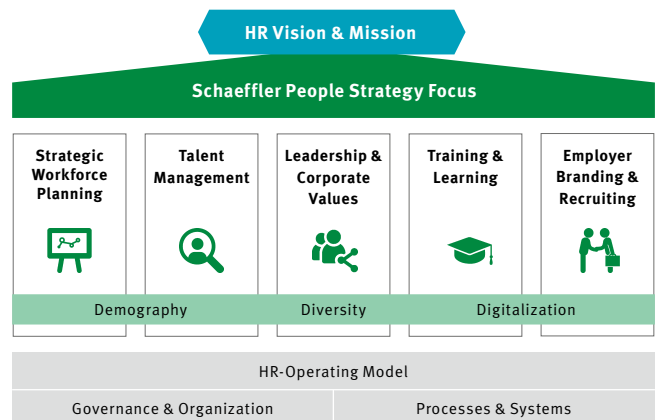 HR Vision & Mission
Schaeffler People Strategy Focus
Strategic
Workforce
Planning
Talent
Management
Leadership &
Corporate
Values
Training &
Learning
Employer
Branding &
Recruiting
Demography
Diversity
Digitalization
HR-Operating Model
Governance & Organization
Processes & Systems